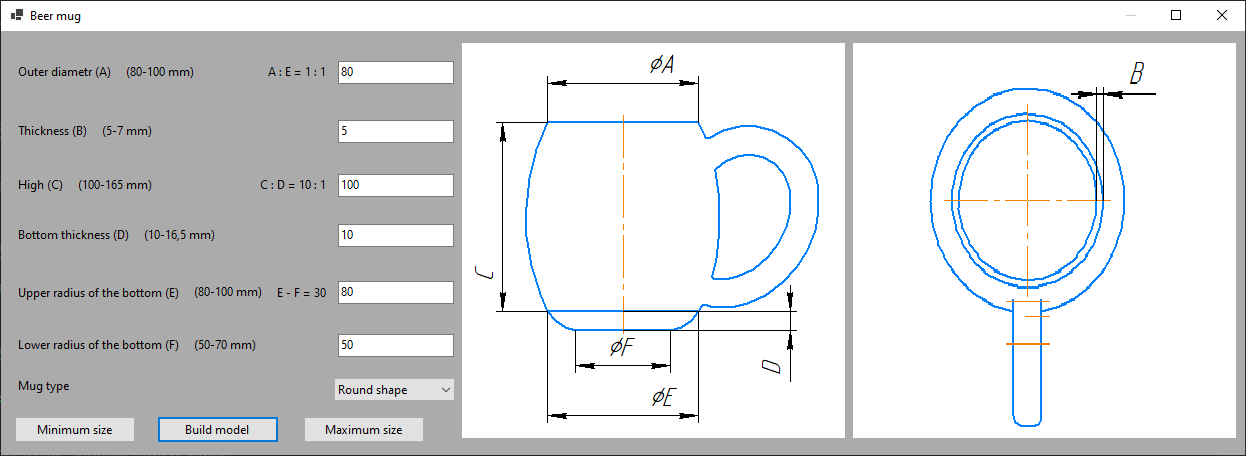 Beer mug
Outer diametr (A) (80-100 mm) A : E = 1 : 1 80
Thickness (B) (5-7 mm) 5
High (C) (100-165 mm) C : D = 10 : 1 100
Bottom thickness (D) (10-16,5 mm) 10
Upper radius of the bottom (E) (80-100 mm) E - F = 30 80
Lower radius of the bottom (F) (50-70 mm) 50
Mug type Round shape
Minimum size Build model Maximum size
⌀A
C
⌀F
D
⌀E
B